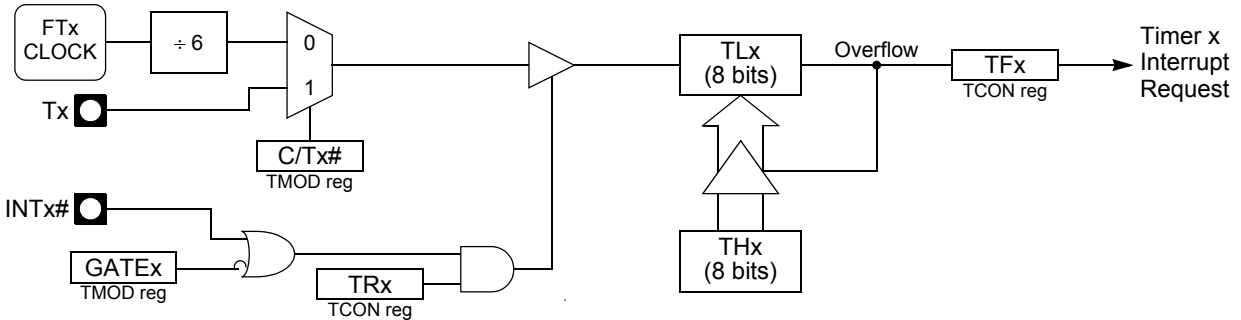 FTx
CLOCK
÷ 6
0
1
Tx
C/Tx#
TMOD reg
INTx#
GATEx
TMOD reg
TRx
TCON reg
TLx
(8 bits)
THx
(8 bits)
Overflow
TFx
TCON reg
Timer x
Interrupt
Request